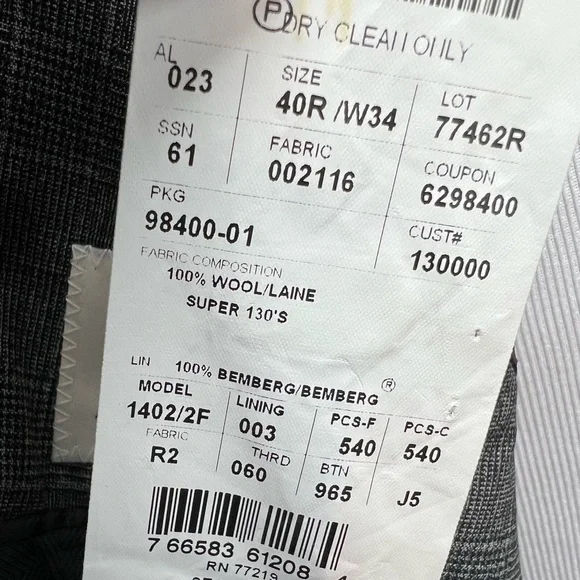 P DRY CLEAN ONLY
AL SIZE LOT
023 40R /W34 77462R
SSN FABRIC COUPON
61 002116 6298400
PKG CUST#
98400-01 130000
FABRIC COMPOSITION
100% WOOL/LAINE
SUPER 130'S
LIN 100% BEMBERG/BEMBERG ®
MODEL LINING PCS-F PCS-C
1402/2F 003 540 540
FABRIC THRD BTN
R2 060 965 J5
7 66583 61208
RN 77219